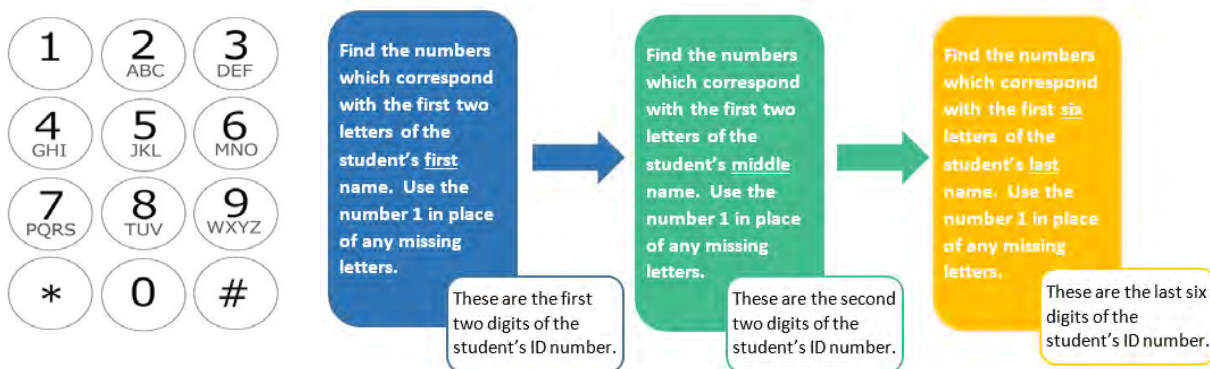 1
2
ABC
3
DEF
4
GHI
5
JKL
6
MNO
7
PQRS
8
TUV
9
WXYZ
*
0
#
Find the numbers
which correspond
with the first two
letters of the
student's first
name. Use the
number 1 in place
of any missing
letters.
These are the first
two digits of the
student's ID number.
Find the numbers
which correspond
with the first two
letters of the
student's middle
name. Use the
number 1 in place
of any missing
letters.
These are the second
two digits of the
student's ID number.
Find the numbers
which correspond
with the first six
letters of the
student's last
name. Use the
number 1 in place
of any missing
letters.
These are the last six
digits of the
student's ID number.